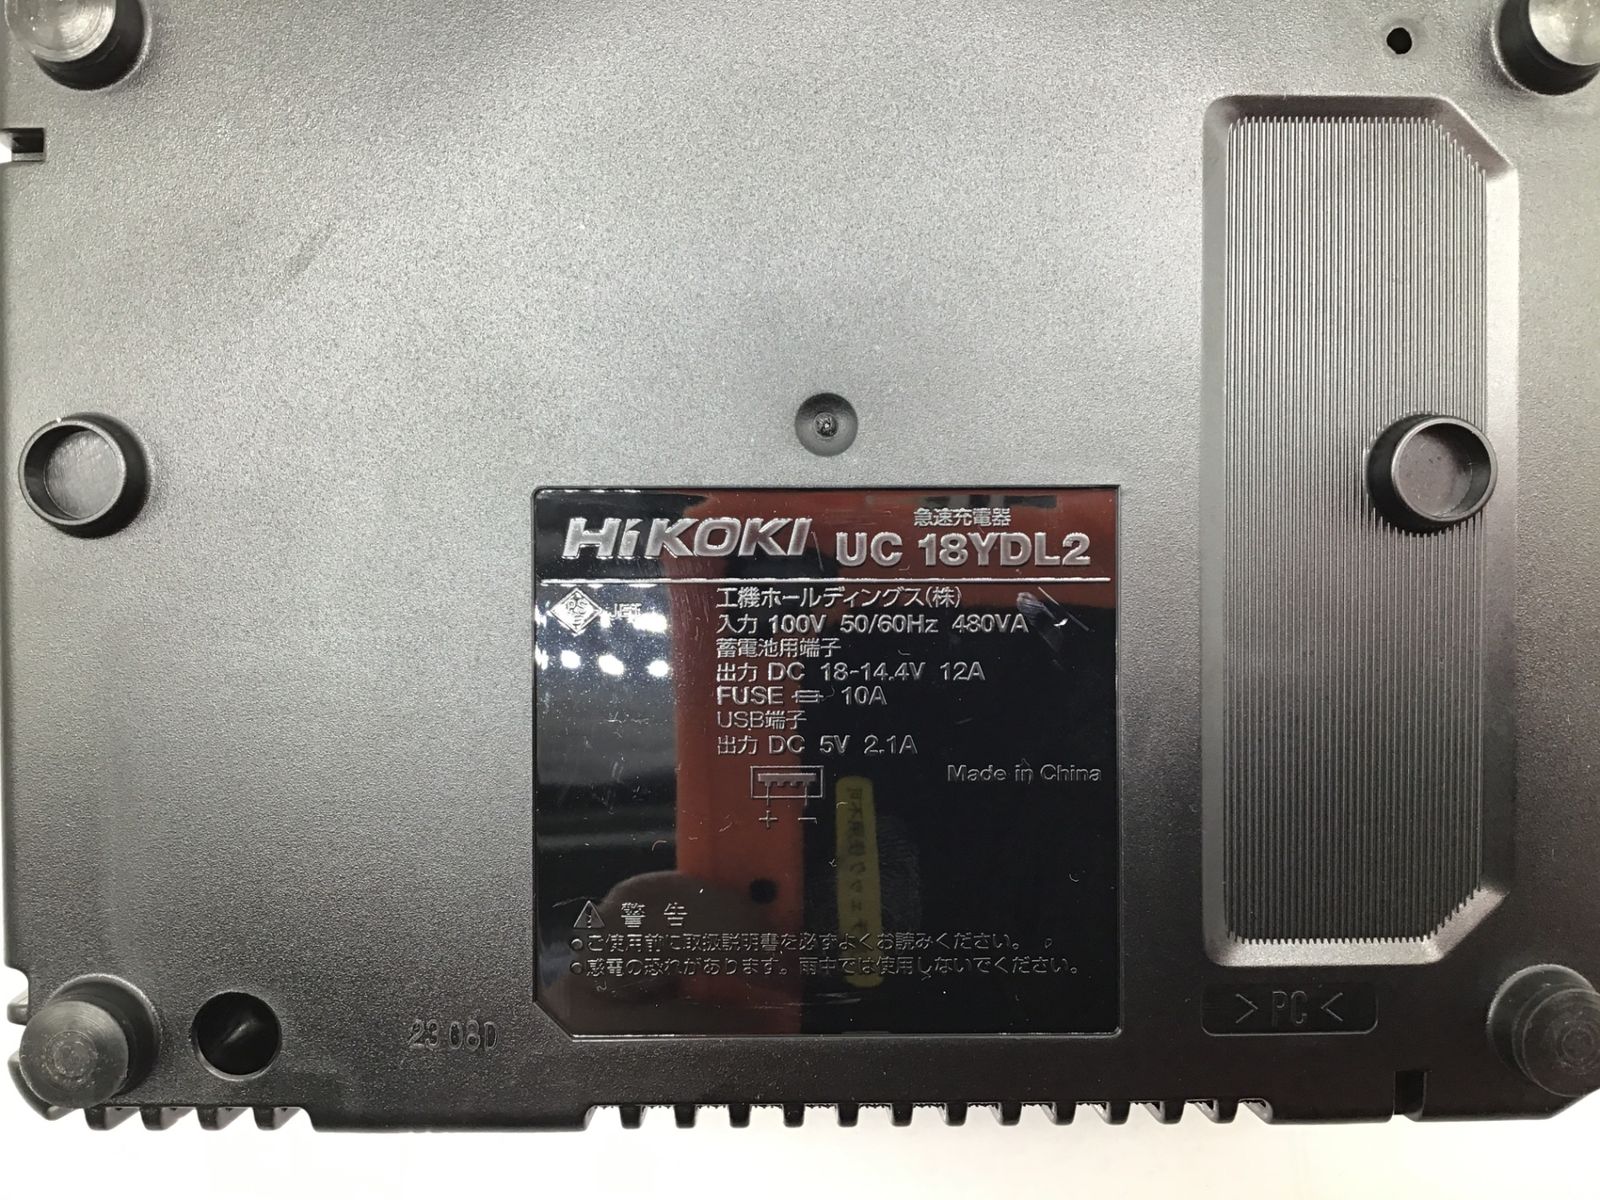 HiKOKI
急速充電器
UC 18YDL2
PS
E
JET
工機ホールディングス(株)
入力 100V 50/60Hz 480VA
蓄電池用端子
出力 DC 18-14.4V 12A
FUSE 10A
USB端子
出力 DC 5V 2.1A
Made in China
+ -
警告
●ご使用前に取扱説明書を必ずよくお読みください。
●感電の恐れがあります。雨中では使用しないでください。
23 08D
>PC<